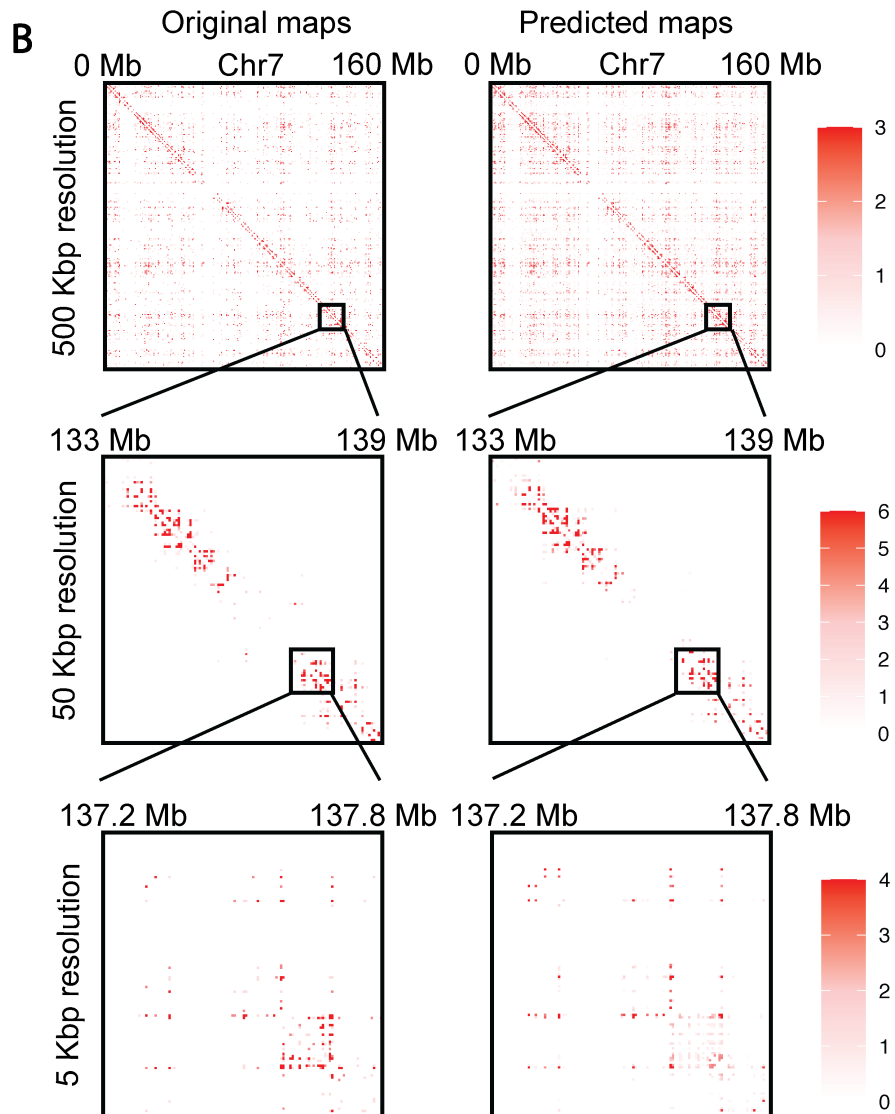 B
Original maps Predicted maps
0 Mb Chr7 160 Mb 0 Mb Chr7 160 Mb
500 Kbp resolution
3
2
1
0
133 Mb 139 Mb 133 Mb 139 Mb
50 Kbp resolution
6
5
4
3
2
1
0
137.2 Mb 137.8 Mb 137.2 Mb 137.8 Mb
5 Kbp resolution
4
3
2
1
0